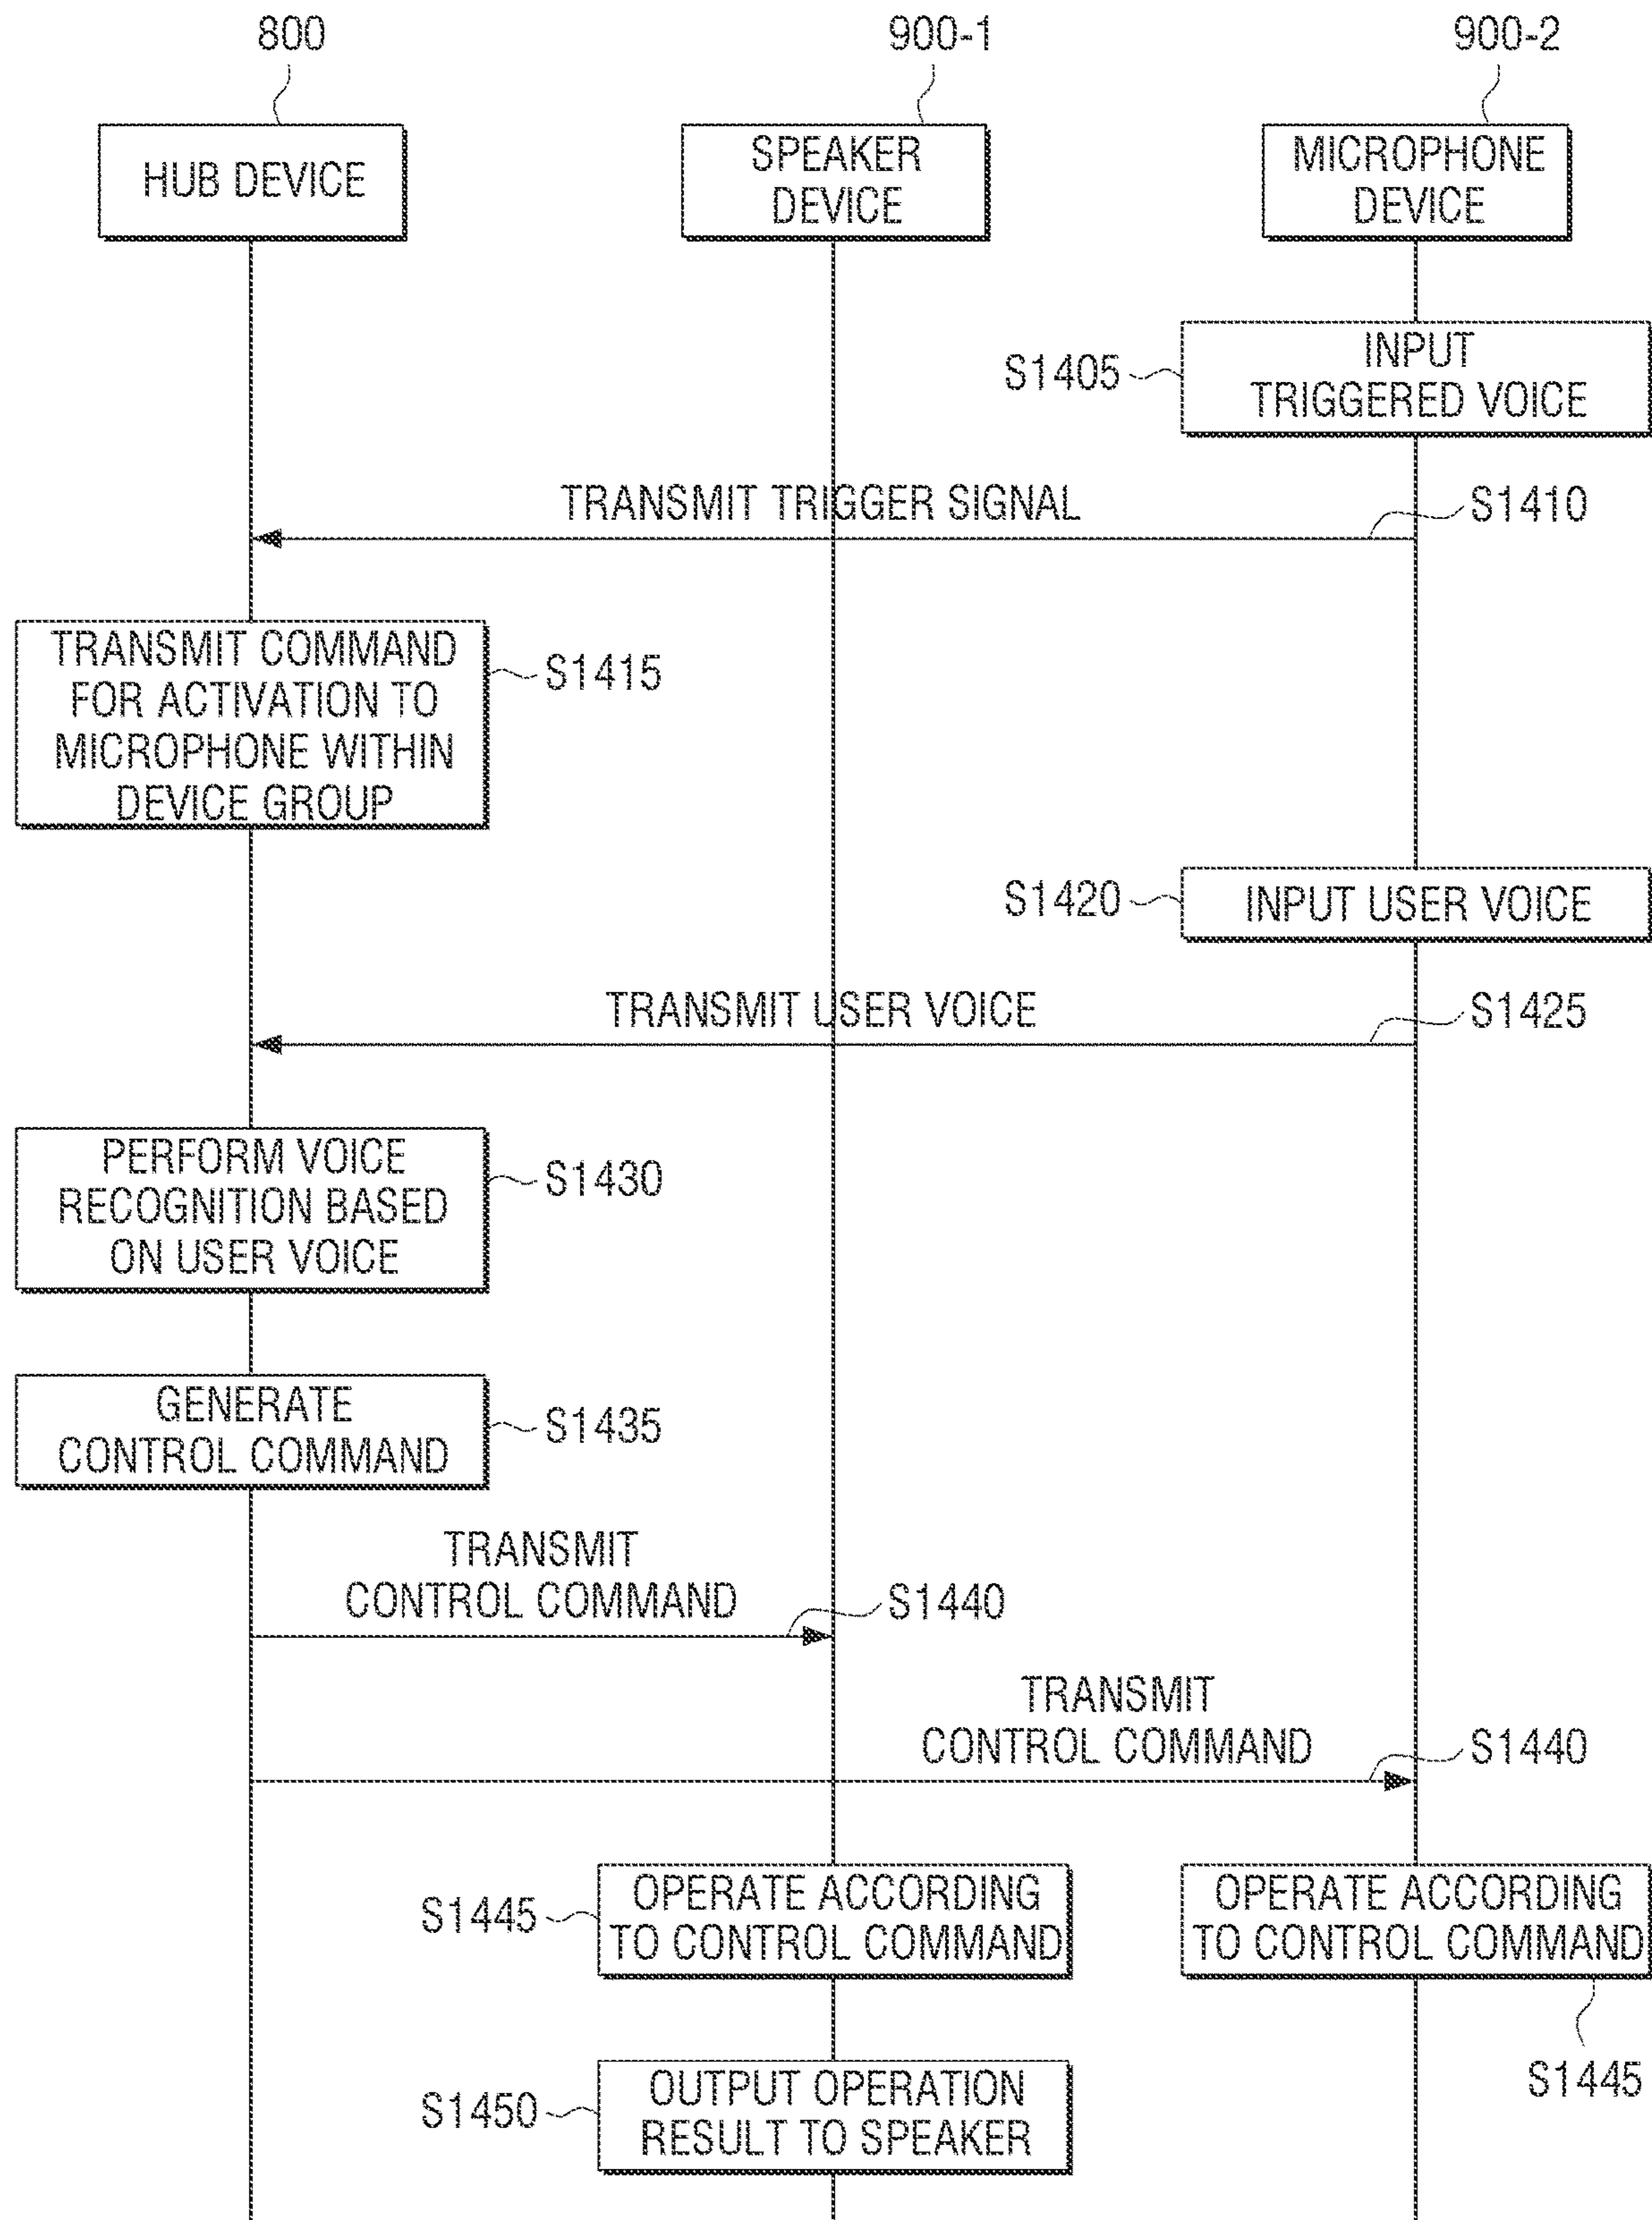 800
900-1
900-2
HUB DEVICE
SPEAKER
DEVICE
MICROPHONE
DEVICE
S1405
INPUT
TRIGGERED VOICE
TRANSMIT TRIGGER SIGNAL
S1410
TRANSMIT COMMAND
FOR ACTIVATION TO
MICROPHONE WITHIN
DEVICE GROUP
S1415
S1420
INPUT USER VOICE
TRANSMIT USER VOICE
S1425
PERFORM VOICE
RECOGNITION BASED
ON USER VOICE
S1430
GENERATE
CONTROL COMMAND
S1435
TRANSMIT
CONTROL COMMAND
S1440
TRANSMIT
CONTROL COMMAND
S1440
S1445
OPERATE ACCORDING
TO CONTROL COMMAND
OPERATE ACCORDING
TO CONTROL COMMAND
S1445
S1450
OUTPUT OPERATION
RESULT TO SPEAKER